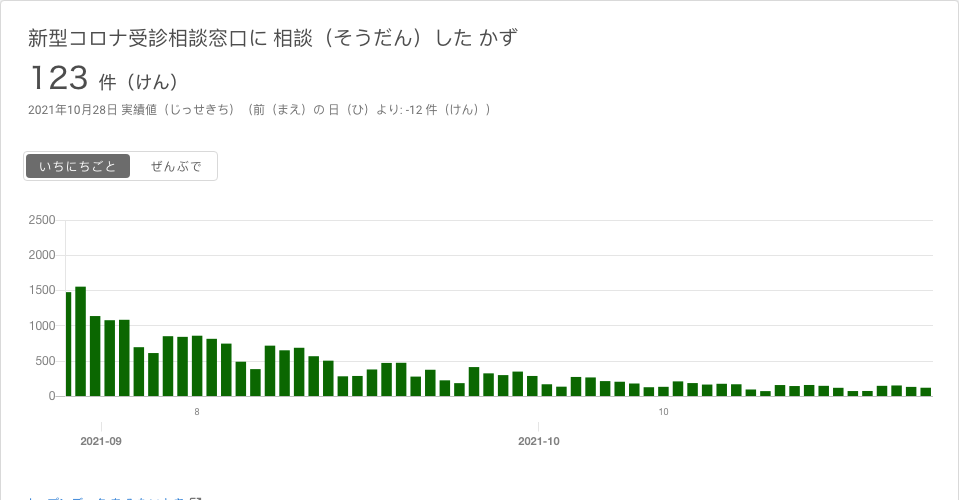 新型コロナ受診相談窓口に 相談（そうだん）した かず
123 件（けん）
2021年10月28日 実績値（じっせきち）（前（まえ）の 日（ひ）より: -12 件（けん））
いちにちごと ぜんぶで
2500
2000
1500
1000
500
0
8 10
2021-09 2021-10